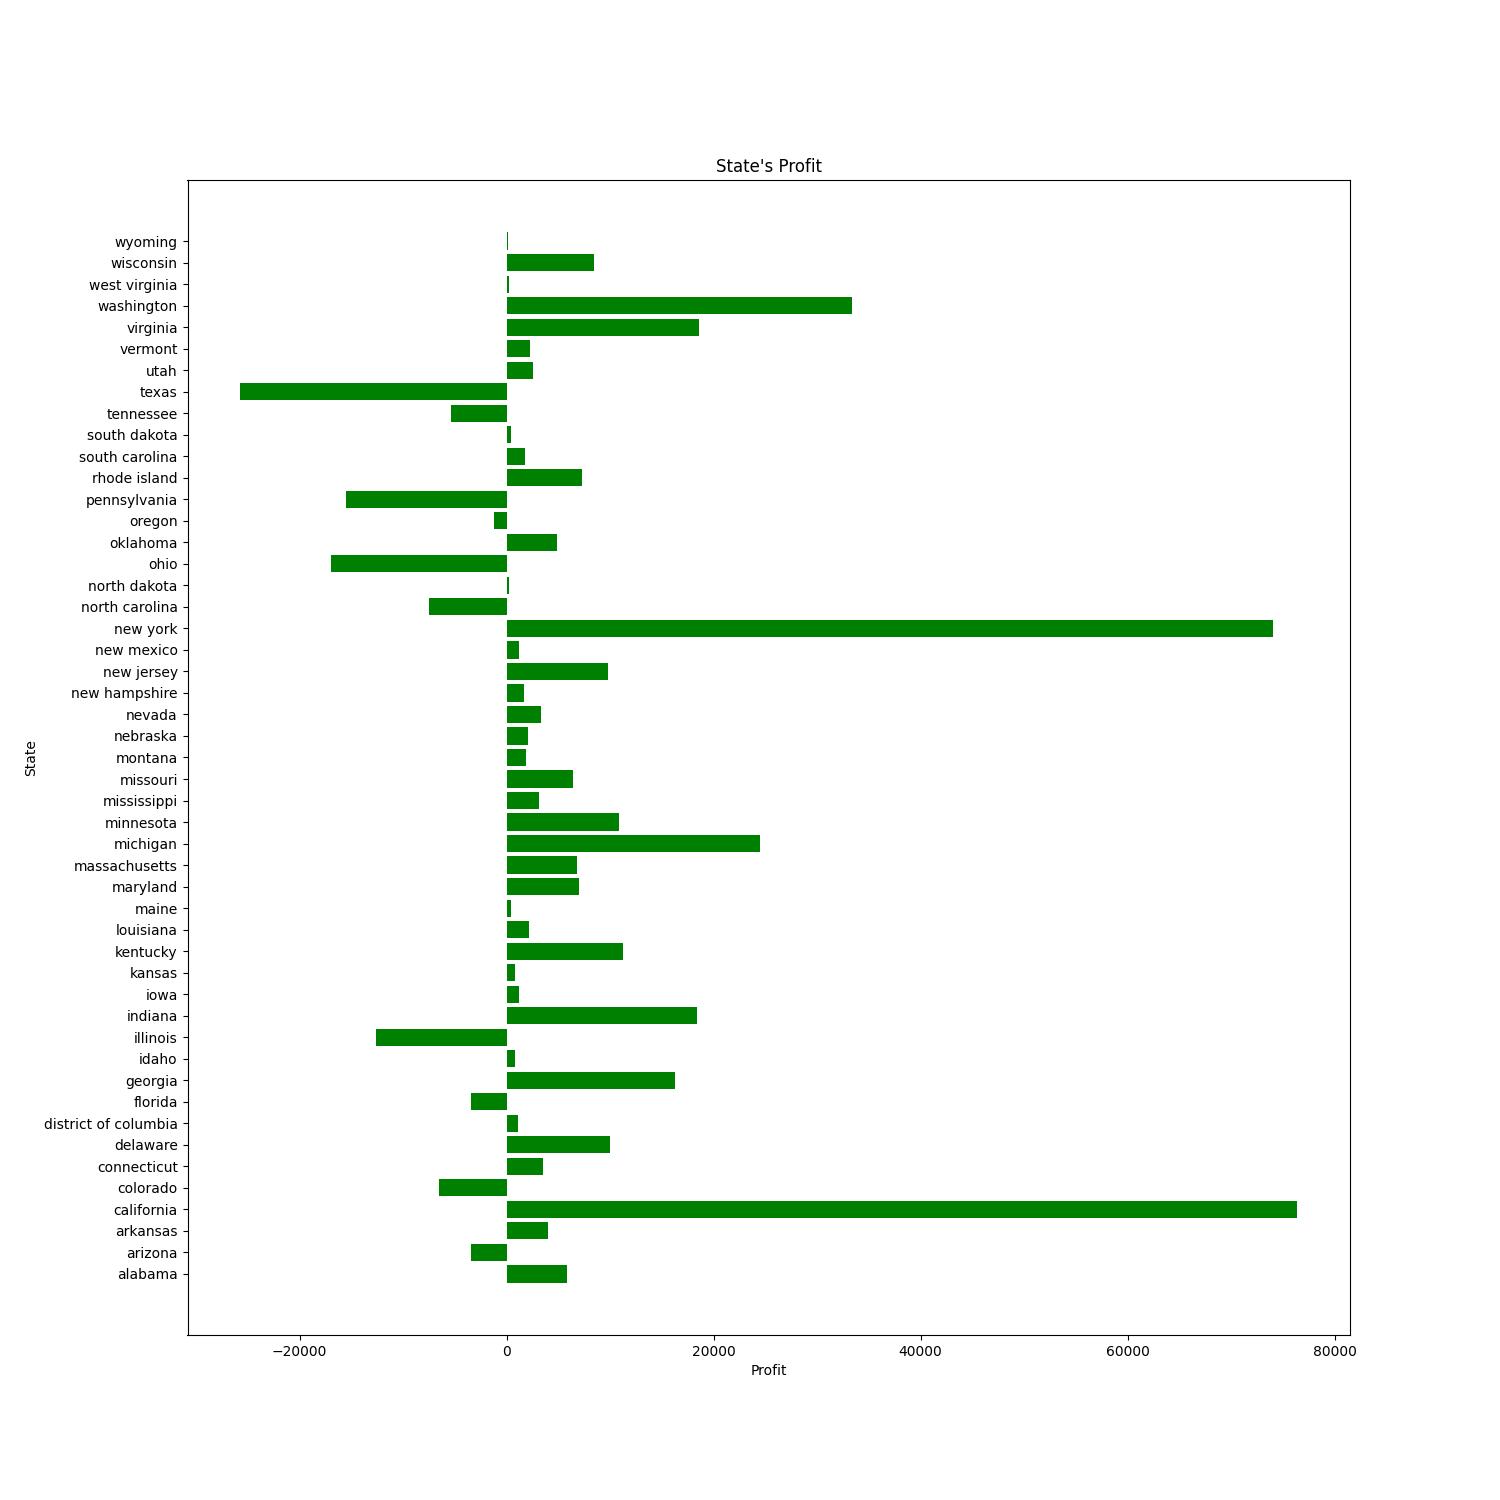 State's Profit
wyoming
wisconsin
west virginia
washington
virginia
vermont
utah
texas
tennessee
south dakota
south carolina
rhode island
pennsylvania
oregon
oklahoma
ohio
north dakota
north carolina
new york
new mexico
new jersey
new hampshire
nevada
nebraska
montana
missouri
mississippi
minnesota
michigan
massachusetts
maryland
maine
louisiana
kentucky
kansas
iowa
indiana
illinois
idaho
georgia
florida
district of columbia
delaware
connecticut
colorado
california
arkansas
arizona
alabama
State
−20000 0 20000 40000 60000 80000
Profit